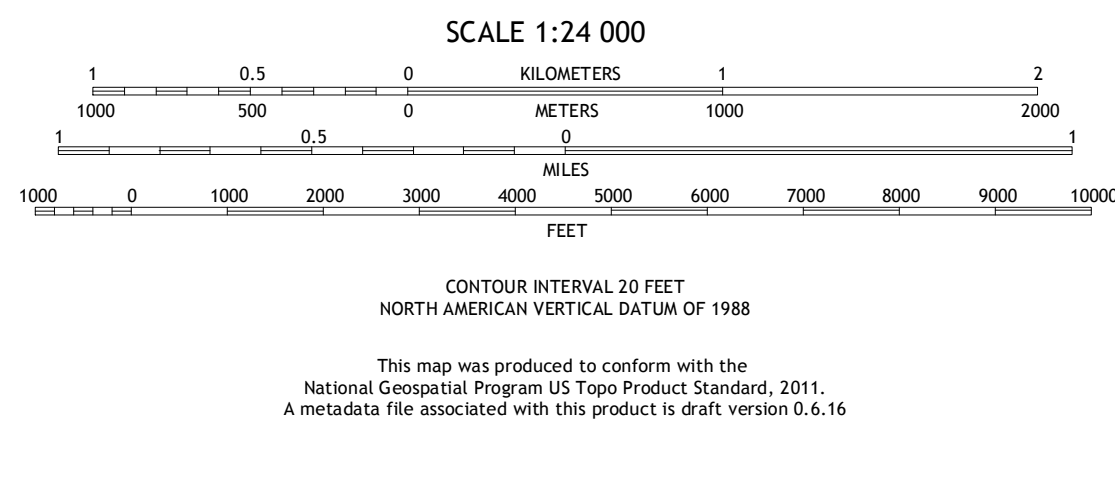 SCALE 1:24 000
1 0.5 0 KILOMETERS 1 2
1000 500 0 METERS 1000 2000
1 0.5 0 1
MILES
1000 0 1000 2000 3000 4000 5000 6000 7000 8000 9000 10000
FEET
CONTOUR INTERVAL 20 FEET
NORTH AMERICAN VERTICAL DATUM OF 1988
This map was produced to conform with the
National Geospatial Program US Topo Product Standard, 2011.
A metadata file associated with this product is draft version 0.6.16